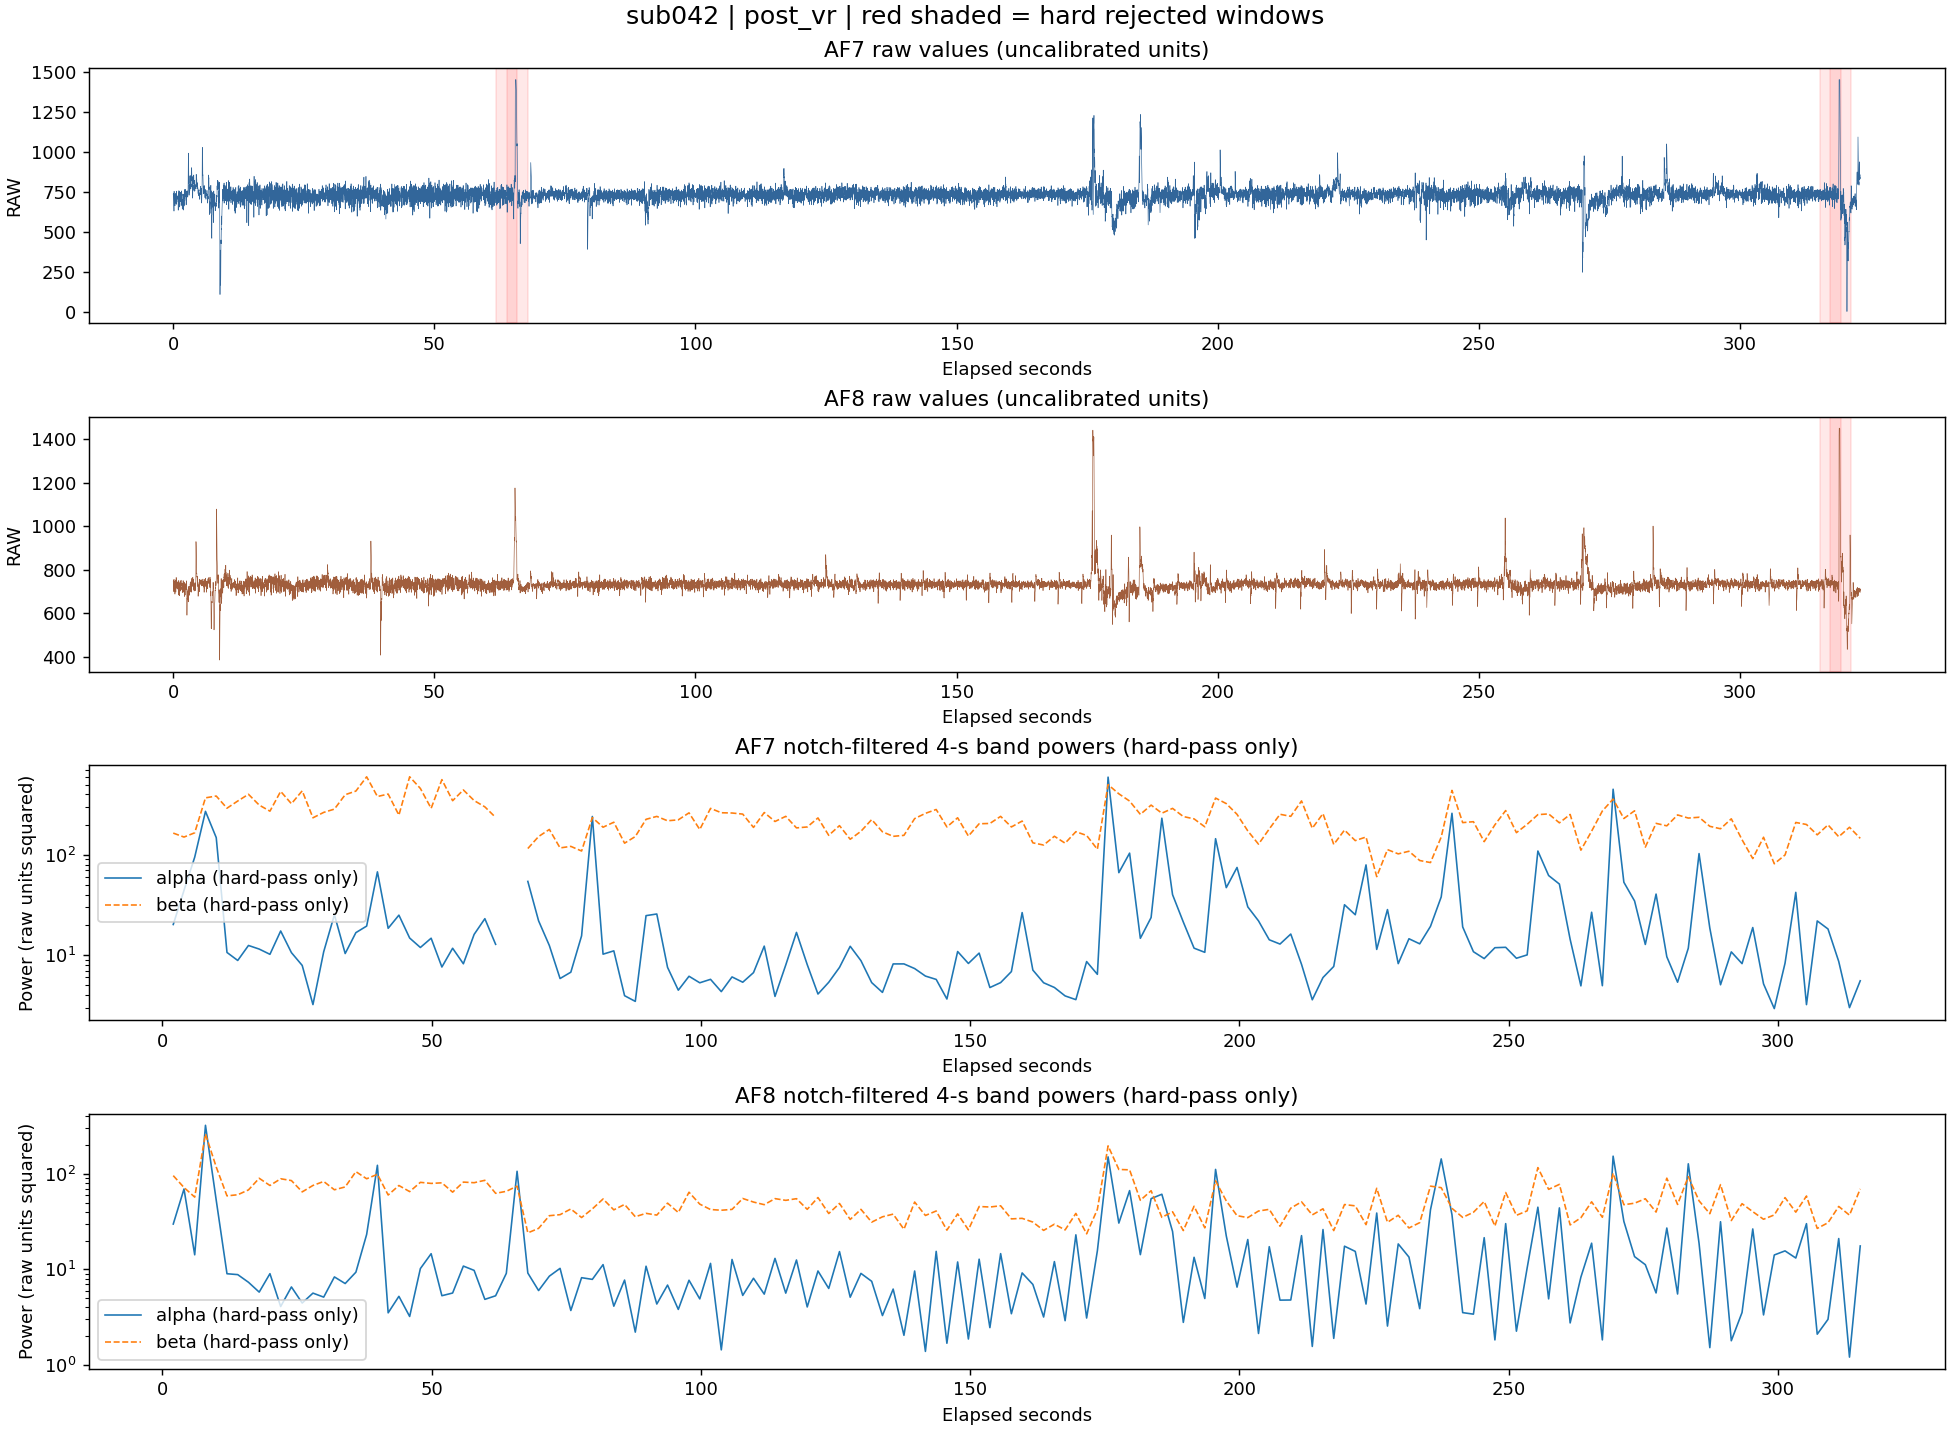 sub042 | post_vr | red shaded = hard rejected windows
AF7 raw values (uncalibrated units)
RAW
1500
1250
1000
750
500
250
0
0 50 100 150 200 250 300
Elapsed seconds
AF8 raw values (uncalibrated units)
RAW
1400
1200
1000
800
600
400
0 50 100 150 200 250 300
Elapsed seconds
AF7 notch-filtered 4-s band powers (hard-pass only)
Power (raw units squared)
10²
10¹
alpha (hard-pass only)
beta (hard-pass only)
0 50 100 150 200 250 300
Elapsed seconds
AF8 notch-filtered 4-s band powers (hard-pass only)
Power (raw units squared)
10²
10¹
10⁰
alpha (hard-pass only)
beta (hard-pass only)
0 50 100 150 200 250 300
Elapsed seconds